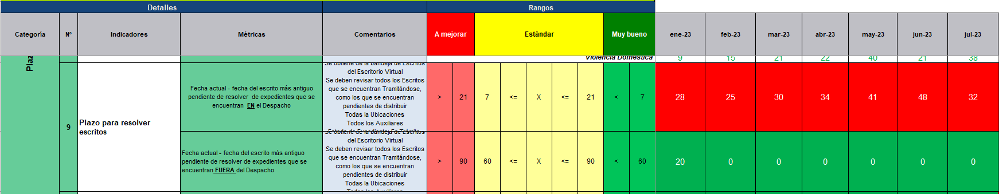 Detalles Rangos
Categoría N° Indicadores Métricas Comentarios A mejorar Estándar Muy bueno ene-23 feb-23 mar-23 abr-23 may-23 jun-23 jul-23
Plaz
Violencia Doméstica 9 15 21 22 40 21 38
9
Plazo para resolver
escritos
Fecha actual - fecha del escrito más antiguo
pendiente de resolver de expedientes que se
encuentran EN el Despacho
Se obtiene de la bandeja de Escritos
del Escritorio Virtual
Se deben revisar todos los Escritos
que se encuentran Tramitándose,
como los que se encuentran
pendientes de distribuir
Todas la Ubicaciones
Todos los Auxiliares
> 21 7 <= X <= 21 < 7 28 25 30 34 41 48 32
Fecha actual - fecha del escrito más antiguo
pendiente de resolver de expedientes que se
encuentran FUERA del Despacho
Se obtiene de la bandeja de
del Escritorio Virtual
Se deben revisar todos los Escritos
que se encuentran Tramitándose,
como los que se encuentran
pendientes de distribuir
Todas la Ubicaciones
Todos los Auxiliares
> 90 60 <= X <= 90 < 60 20 0 0 0 0 0 0